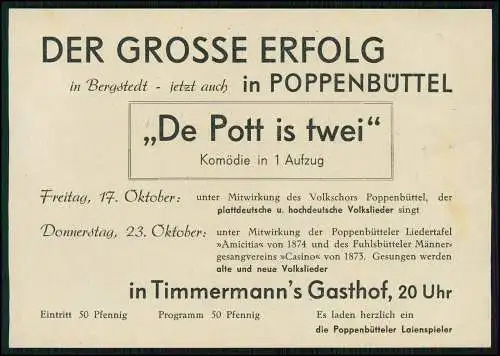 DER GROSSE ERFOLG
in Bergstedt - jetzt auch in POPPENBÜTTEL
„De Pott is twei“
Komödie in 1 Aufzug
Freitag, 17. Oktober: unter Mitwirkung des Volkschors Poppenbüttel, der
plattdeutsche u. hochdeutsche Volkslieder singt
Donnerstag, 23. Oktober: unter Mitwirkung der Poppenbütteler Liedertafel
»Amicitia« von 1874 und des Fuhlsbütteler Männer-
gesangvereins »Casino« von 1873. Gesungen werden
alte und neue Volkslieder
in Timmermann's Gasthof, 20 Uhr
Eintritt 50 Pfennig Programm 50 Pfennig Es laden herzlich ein
die Poppenbütteler Laienspieler